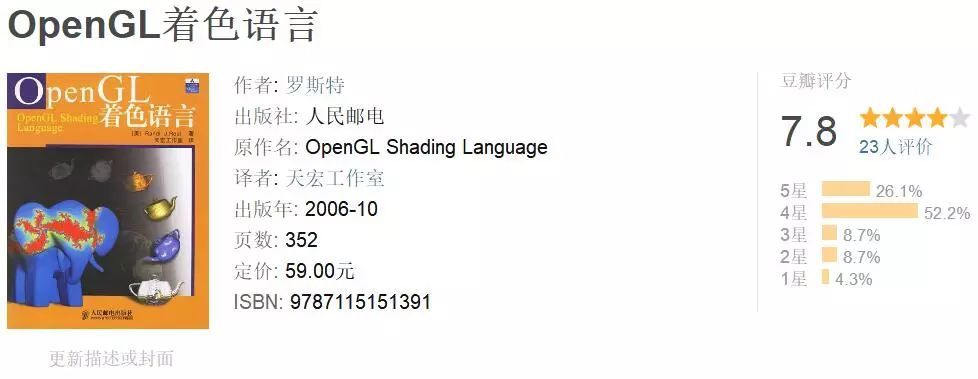 OpenGL着色语言
OpenGL
着色语言
OpenGL Shading
Language
[美] Randi J.Rost 著
天宏工作室 译
人民邮电出版社
更新描述或封面
作者: 罗斯特
出版社: 人民邮电
原作名: OpenGL Shading Language
译者: 天宏工作室
出版年: 2006-10
页数: 352
定价: 59.00元
ISBN: 9787115151391
豆瓣评分
7.8
23人评价
5星 26.1%
4星 52.2%
3星 8.7%
2星 8.7%
1星 4.3%